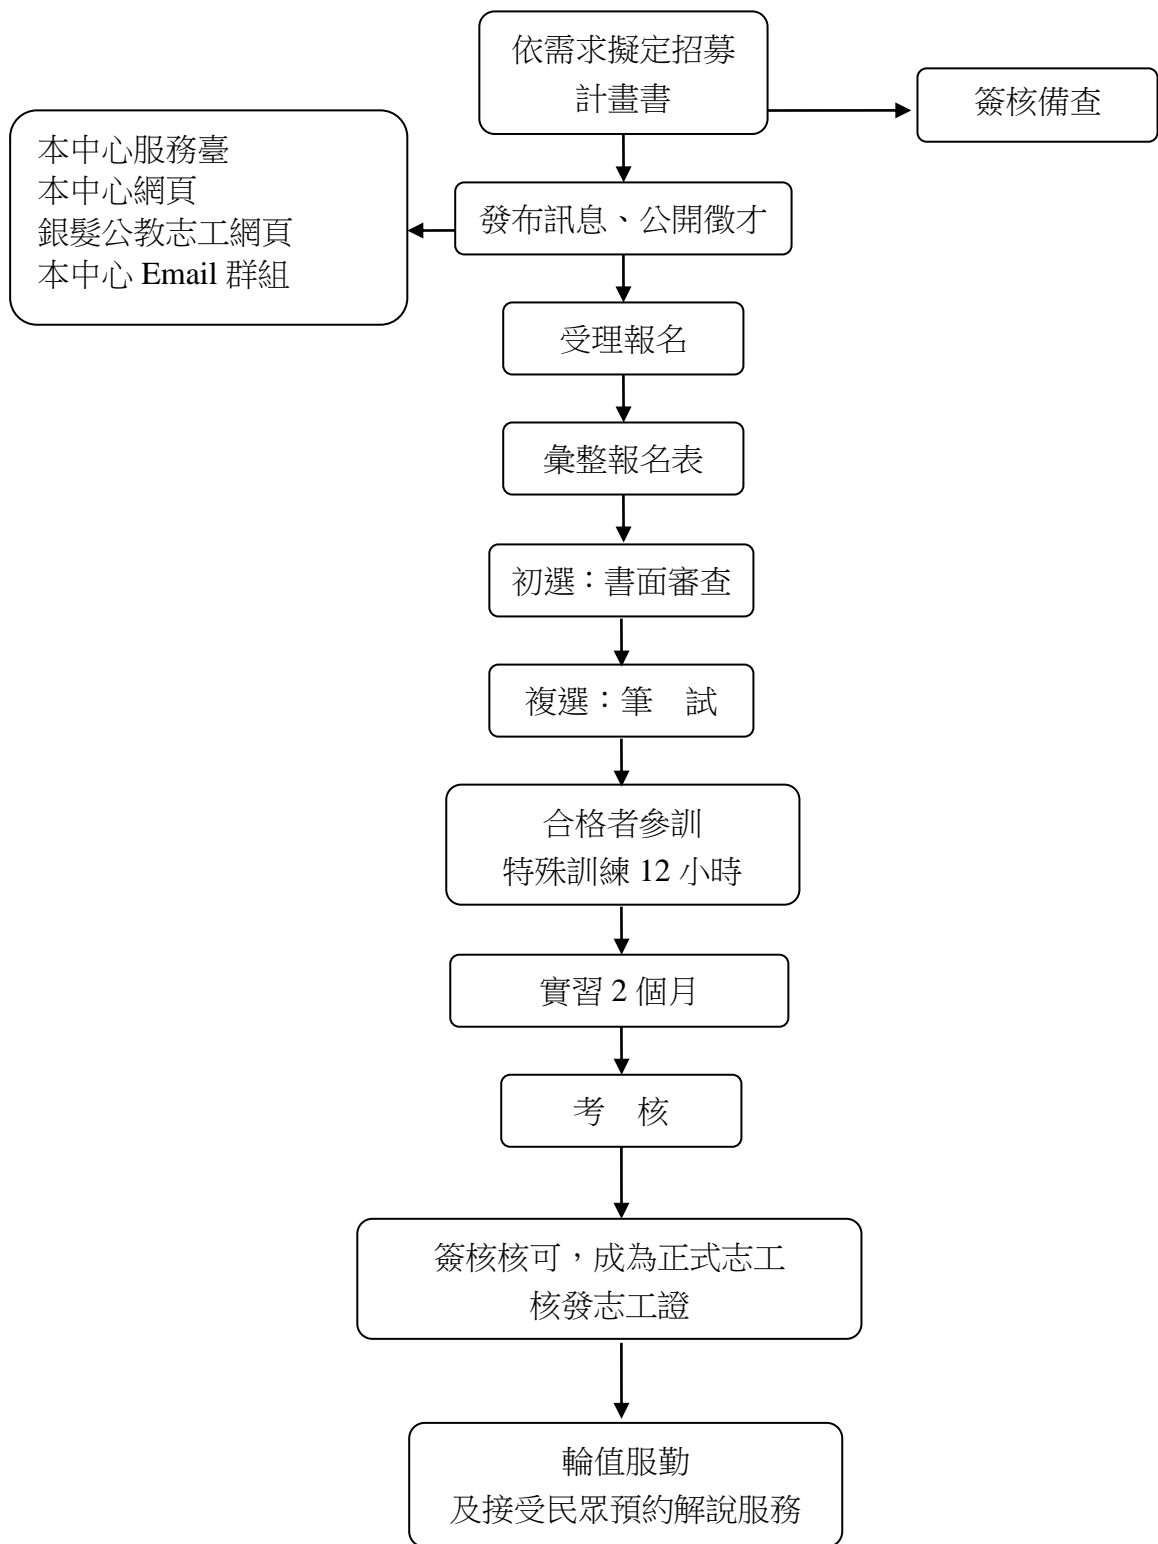 依需求擬定招募
計畫書
簽核備查
本中心服務臺
本中心網頁
銀髮公教志工網頁
本中心 Email 群組
發布訊息、公開徵才
受理報名
彙整報名表
初選：書面審查
複選：筆　試
合格者參訓
特殊訓練 12 小時
實習 2 個月
考　核
簽核核可，成為正式志工
核發志工證
輪值服勤
及接受民眾預約解說服務